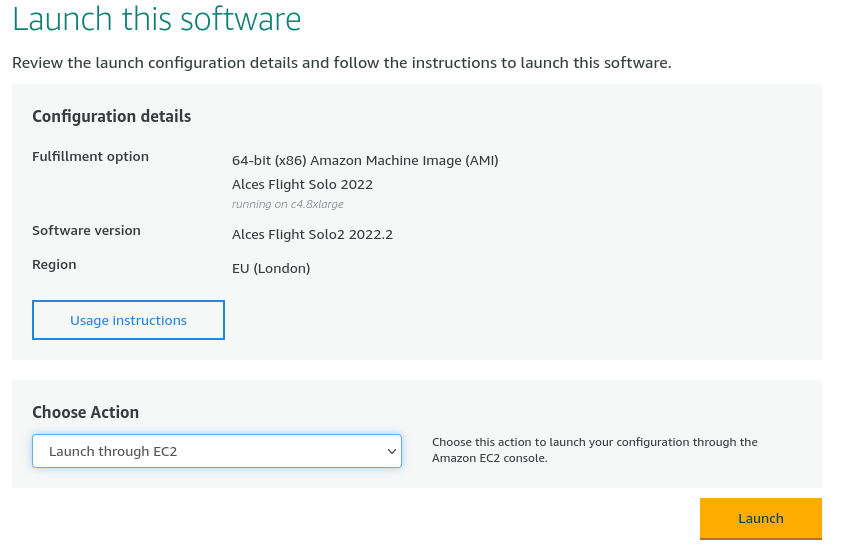 Launch this software
Review the launch configuration details and follow the instructions to launch this software.
Configuration details
Fulfillment option
64-bit (x86) Amazon Machine Image (AMI)
Alces Flight Solo 2022
running on c4.8xlarge
Software version
Alces Flight Solo2 2022.2
Region
EU (London)
Usage instructions
Choose Action
Launch through EC2
Choose this action to launch your configuration through the
Amazon EC2 console.
Launch